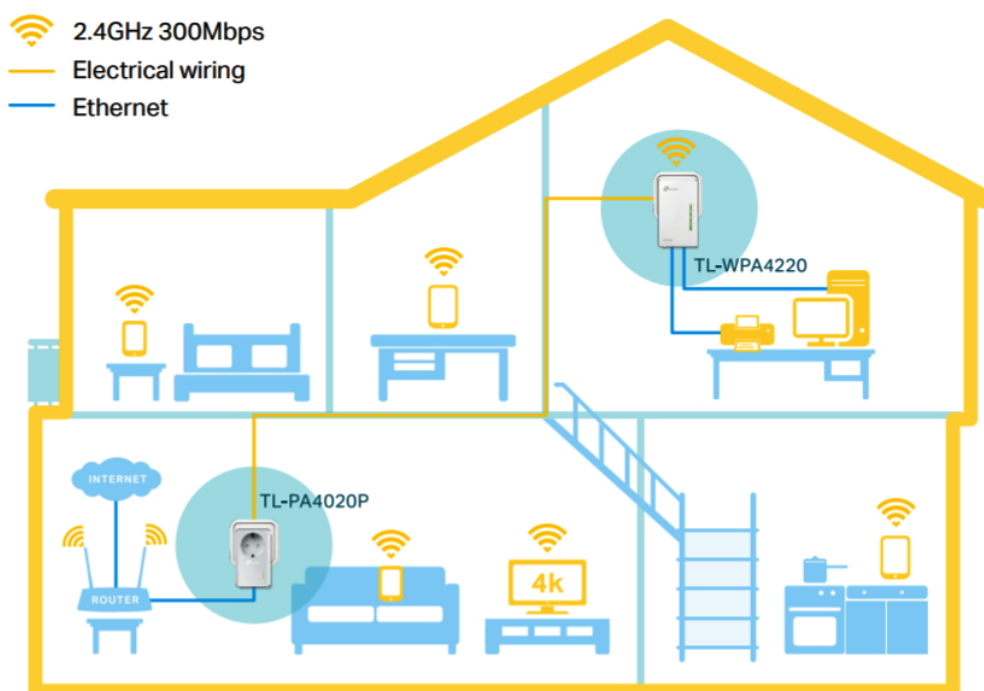 2.4GHz 300Mbps
Electrical wiring
Ethernet
TL-WPA4220
TL-PA4020P
INTERNET
ROUTER
4k